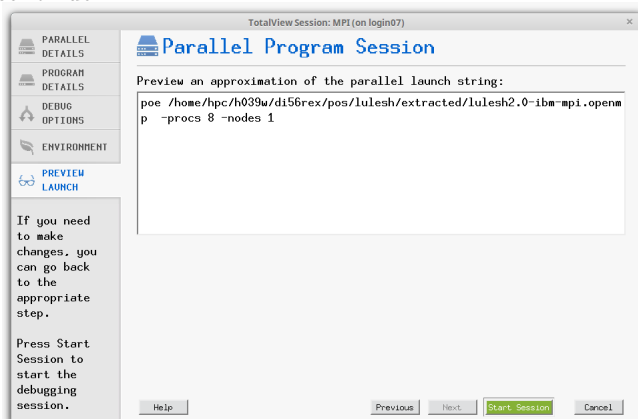 TotalView Session: MPI (on login07)
×
PARALLEL
DETAILS
PROGRAM
DETAILS
DEBUG
OPTIONS
ENVIRONMENT
PREVIEW
LAUNCH
If you need
to make
changes, you
can go back
to the
appropriate
step.
Press Start
Session to
start the
debugging
session.
Parallel Program Session
Preview an approximation of the parallel launch string:
poe /home/hpc/h039w/di56rex/pos/lulesh/extracted/lulesh2.0-ibm-mpi.openm
p -procs 8 -nodes 1
Help
Previous
Next
Start Session
Cancel